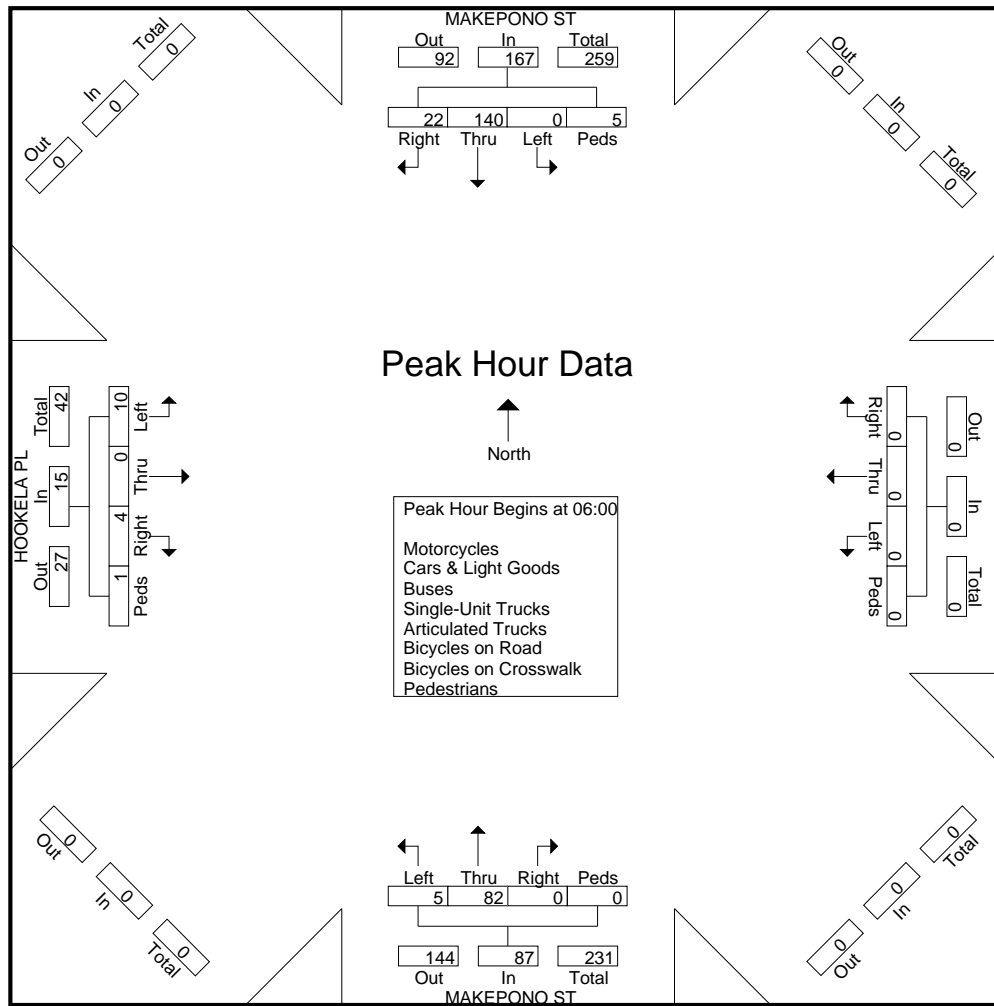 MAKEPONO ST
Out In Total
92 167 259
22 140 0 5
Right Thru Left Peds
Total
0
In
0
Out
0
Out
0
In
0
Total
0
Peak Hour Data
North
Peak Hour Begins at 06:00
Motorcycles
Cars & Light Goods
Buses
Single-Unit Trucks
Articulated Trucks
Bicycles on Road
Bicycles on Crosswalk
Pedestrians
HOOKELA PL
Out In Total
27 15 42
1 4 0 10
Peds Right Thru Left
Right Thru Left Peds
0 0 0 0
Out In Total
0 0 0
Out
0
In
0
Total
0
Total
0
In
0
Out
0
Left Thru Right Peds
5 82 0 0
144 87 231
Out In Total
MAKEPONO ST